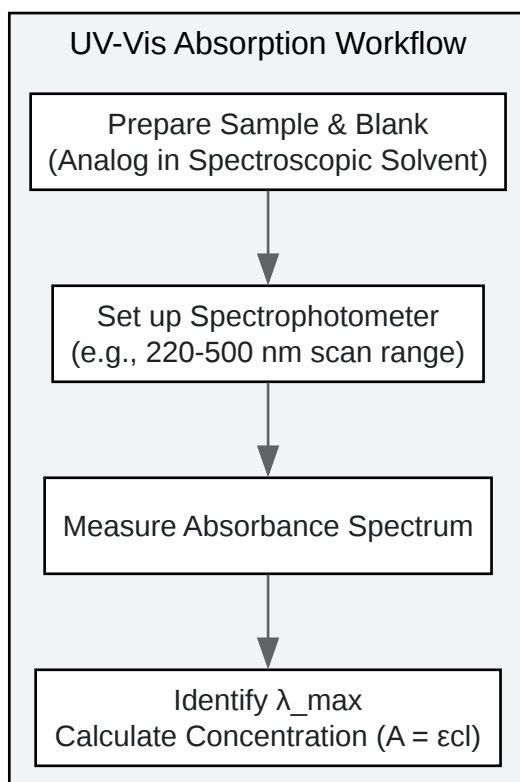 UV-Vis Absorption Workflow
Prepare Sample & Blank
(Analog in Spectroscopic Solvent)
Set up Spectrophotometer
(e.g., 220-500 nm scan range)
Measure Absorbance Spectrum
Identify λ_max
Calculate Concentration (A = εcl)